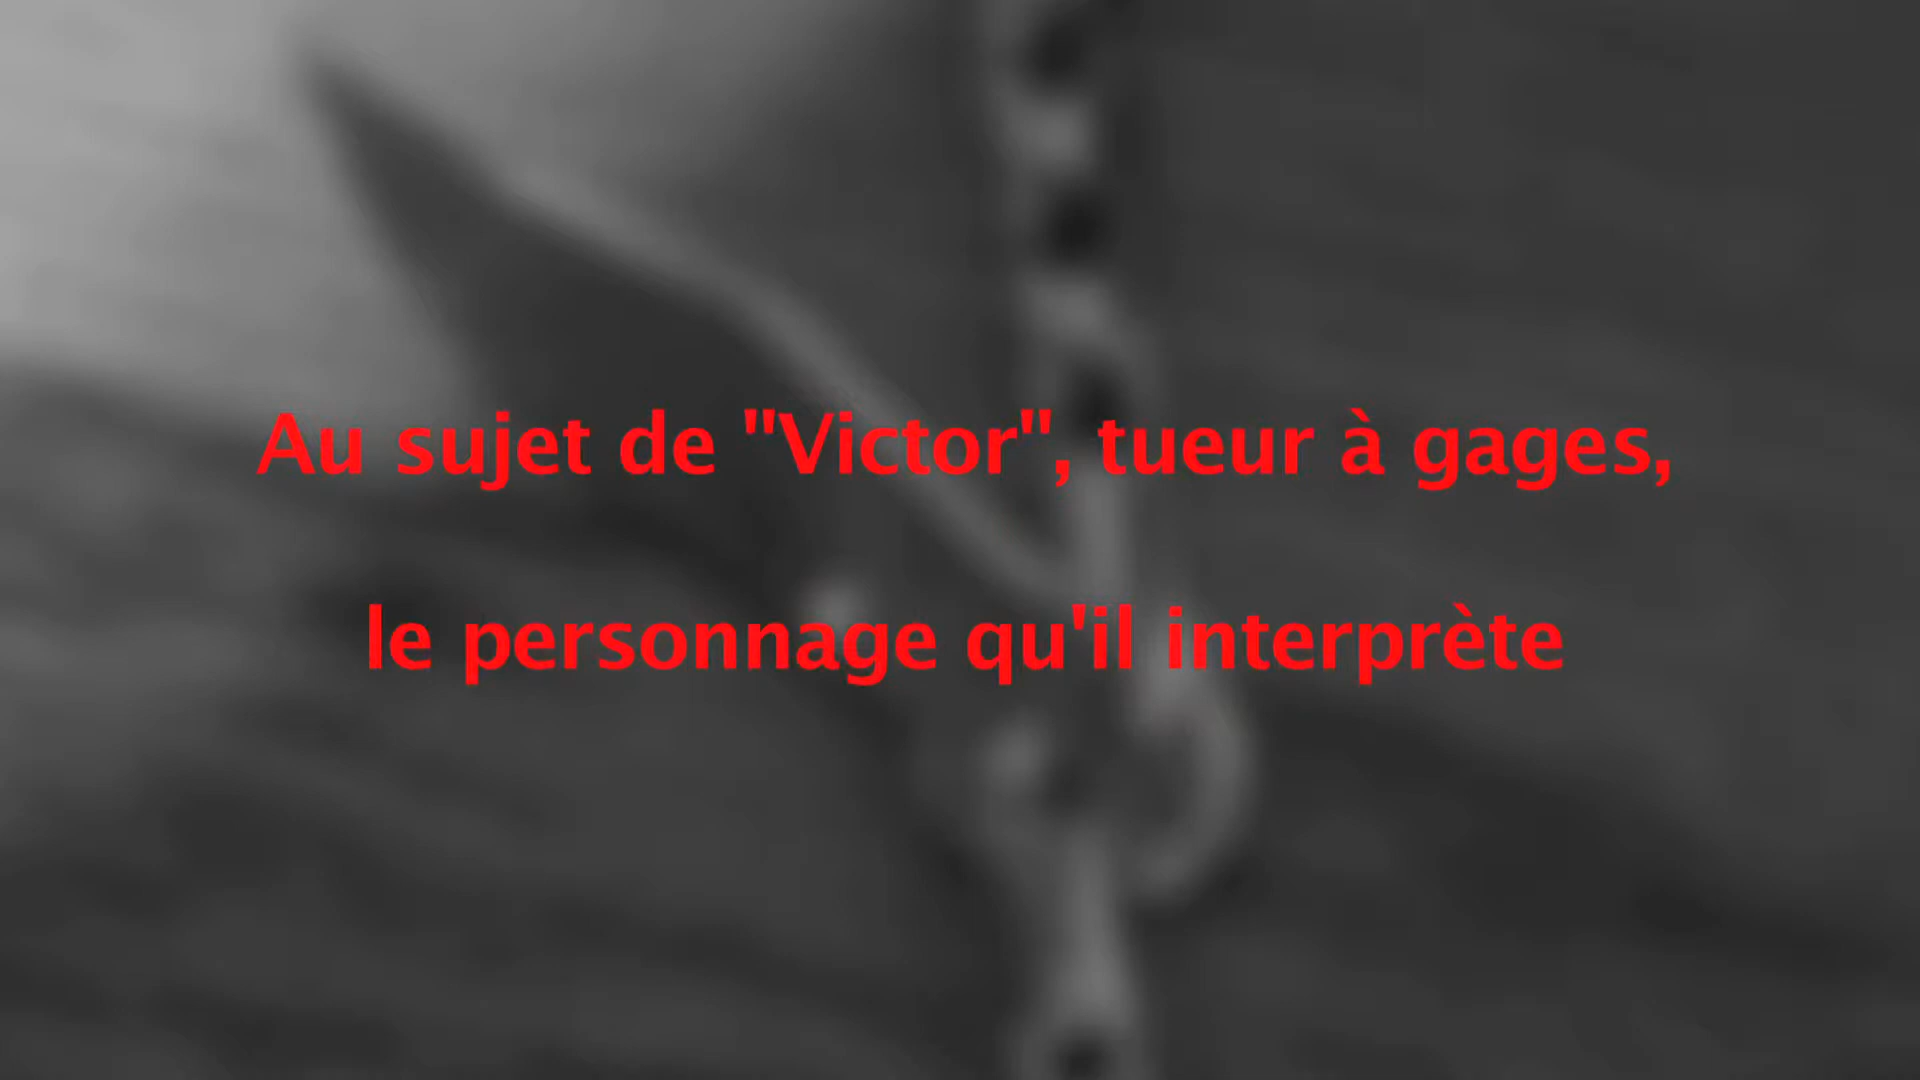 Au sujet de "Victor", tueur à gages,
le personnage qu'il interprète